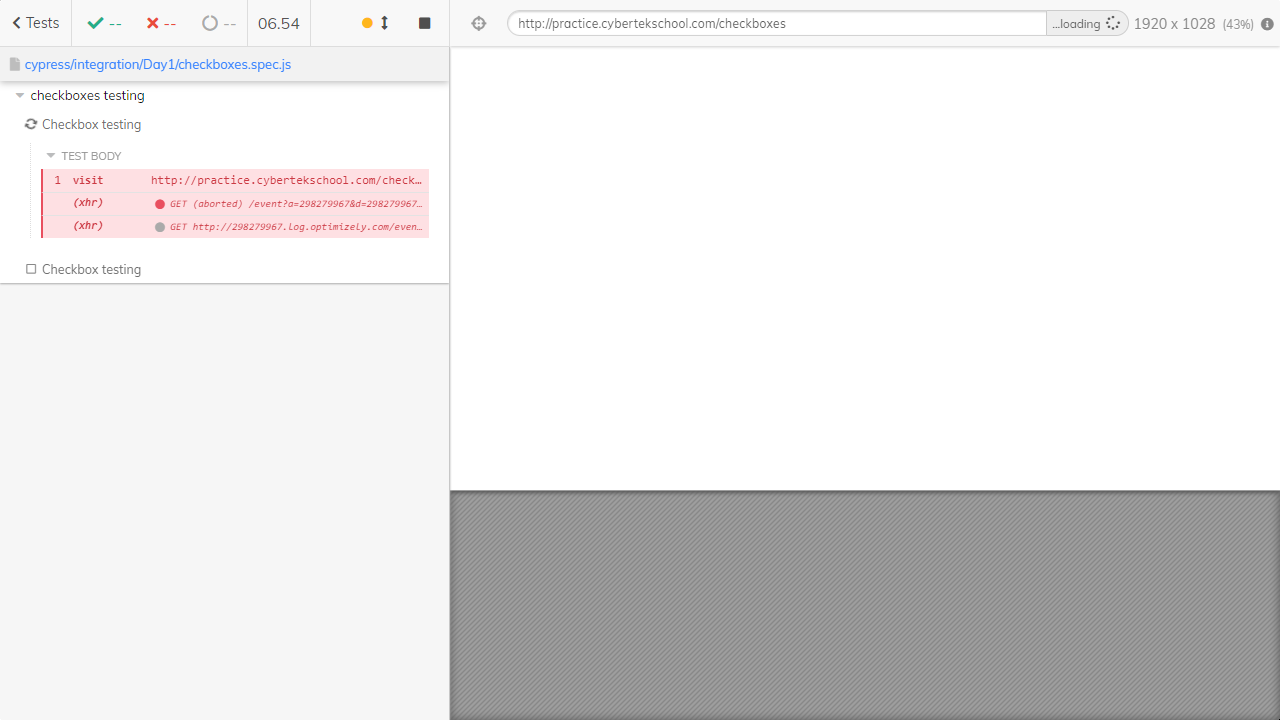 Tests -- -- -- 06.54
http://practice.cybertekschool.com/checkboxes ...loading 1920 x 1028 (43%)
cypress/integration/Day1/checkboxes.spec.js
checkboxes testing
Checkbox testing
TEST BODY
1 visit http://practice.cybertekschool.com/check...
(xhr) GET (aborted) /event?a=298279967&d=298279967...
(xhr) GET http://298279967.log.optimizely.com/even...
Checkbox testing